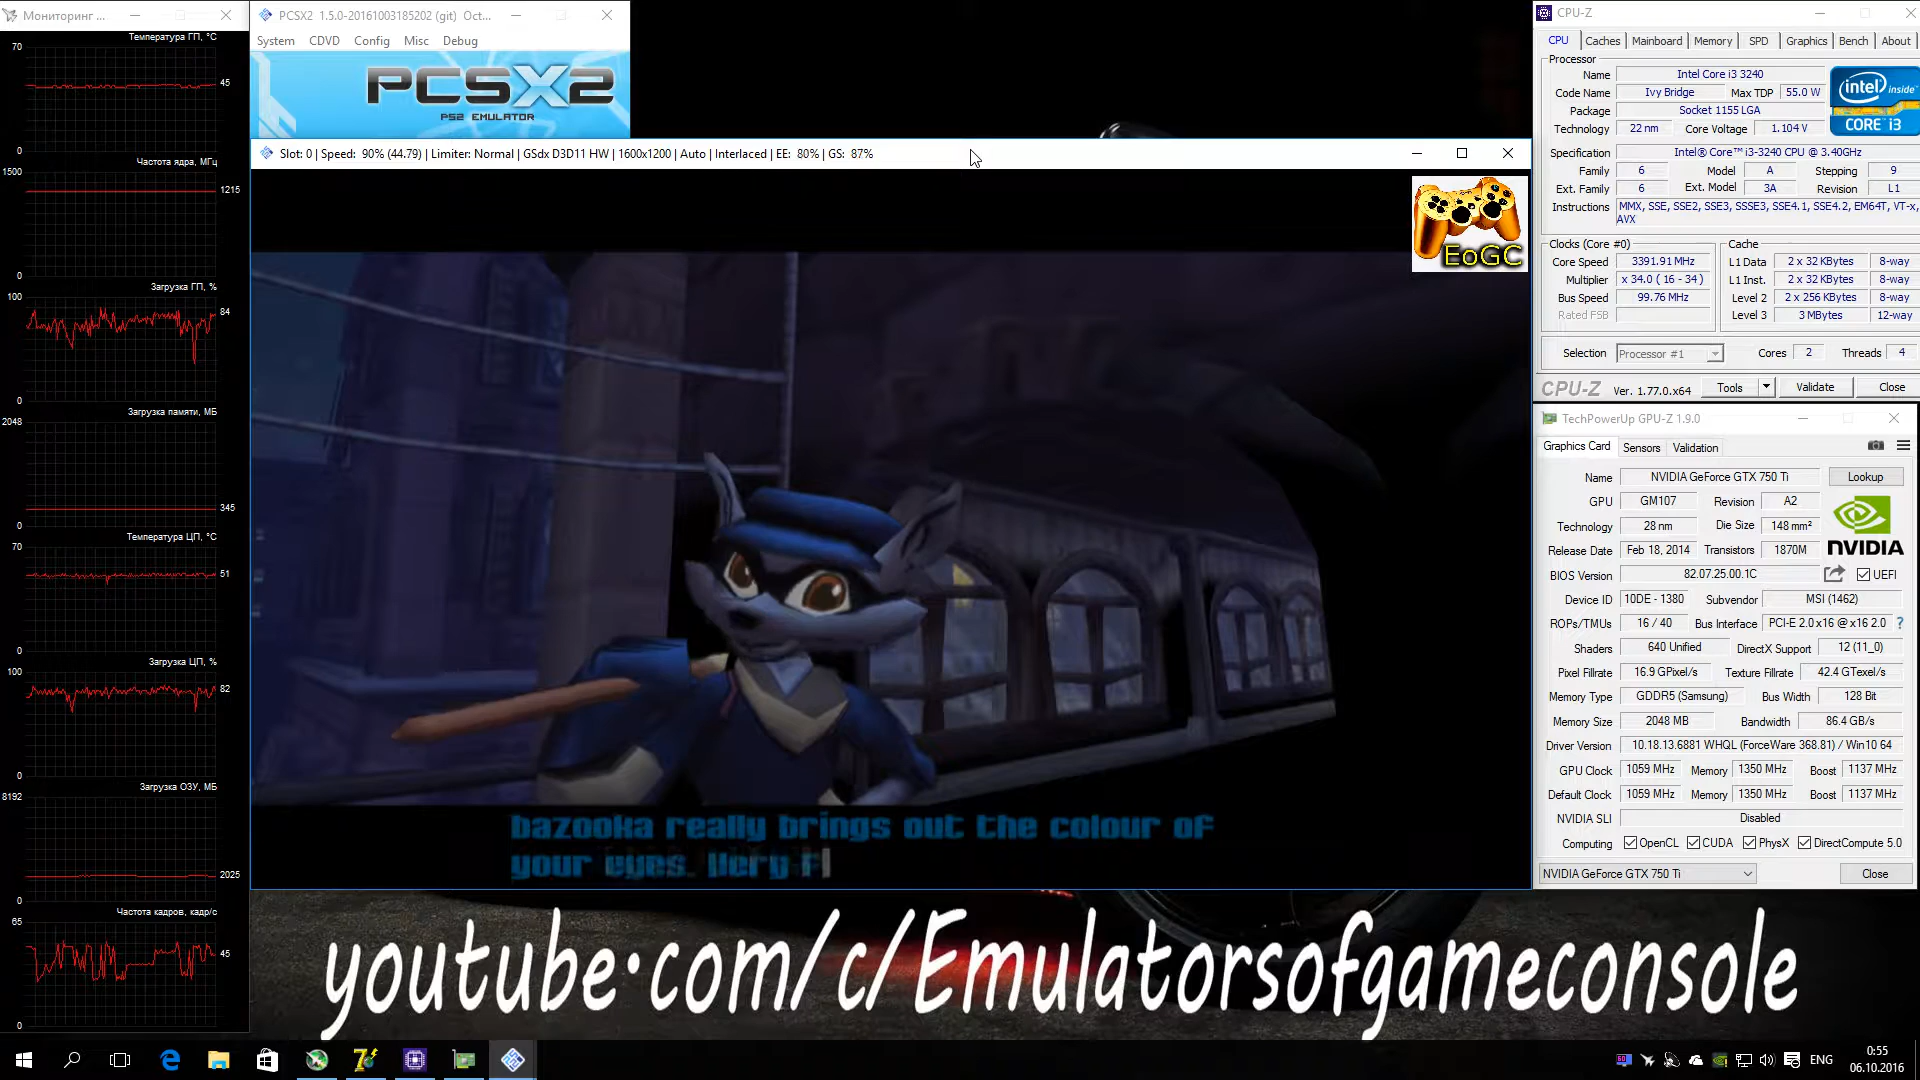 Мониторинг ...
Температура ГП, °C
70
45
0
Частота ядра, МГц
1500
1215
0
Загрузка ГП, %
100
84
0
Загрузка памяти, МБ
2048
345
0
Температура ЦП, °C
70
51
0
Загрузка ЦП, %
100
82
0
Загрузка ОЗУ, МБ
8192
2025
0
Частота кадров, кадр/с
65
45
0
PCSX2 1.5.0-20161003185202 (git) Oct...
System CDVD Config Misc Debug
PCSX2
PS2 EMULATOR
Slot: 0 | Speed: 90% (44.79) | Limiter: Normal | GSdx D3D11 HW | 1600x1200 | Auto | Interlaced | EE: 80% | GS: 87%
EoGC
bazooka really brings out the colour of
your eyes. Very F
youtube.com/c/Emulatorsofgameconsole
CPU-Z
CPU Caches Mainboard Memory SPD Graphics Bench About
Processor
Name Intel Core i3 3240
Code Name Ivy Bridge Max TDP 55.0 W
Package Socket 1155 LGA
Technology 22 nm Core Voltage 1.104 V
intel inside™
CORE i3
Specification Intel® Core™ i3-3240 CPU @ 3.40GHz
Family 6 Model A Stepping 9
Ext. Family 6 Ext. Model 3A Revision L1
Instructions MMX, SSE, SSE2, SSE3, SSSE3, SSE4.1, SSE4.2, EM64T, VT-x,
AVX
Clocks (Core #0) Cache
Core Speed 3391.91 MHz L1 Data 2 x 32 KBytes 8-way
Multiplier x 34.0 ( 16 - 34 ) L1 Inst. 2 x 32 KBytes 8-way
Bus Speed 99.76 MHz Level 2 2 x 256 KBytes 8-way
Rated FSB Level 3 3 MBytes 12-way
Selection Processor #1 Cores 2 Threads 4
CPU-Z Ver. 1.77.0.x64 Tools Validate Close
TechPowerUp GPU-Z 1.9.0
Graphics Card Sensors Validation
Name NVIDIA GeForce GTX 750 Ti Lookup
GPU GM107 Revision A2
Technology 28 nm Die Size 148 mm²
Release Date Feb 18, 2014 Transistors 1870M
NVIDIA
BIOS Version 82.07.25.00.1C UEFI
Device ID 10DE - 1380 Subvendor MSI (1462)
ROPs/TMUs 16 / 40 Bus Interface PCI-E 2.0 x16 @ x16 2.0 ?
Shaders 640 Unified DirectX Support 12 (11_0)
Pixel Fillrate 16.9 GPixel/s Texture Fillrate 42.4 GTexel/s
Memory Type GDDR5 (Samsung) Bus Width 128 Bit
Memory Size 2048 MB Bandwidth 86.4 GB/s
Driver Version 10.18.13.6881 WHQL (ForceWare 368.81) / Win10 64
GPU Clock 1059 MHz Memory 1350 MHz Boost 1137 MHz
Default Clock 1059 MHz Memory 1350 MHz Boost 1137 MHz
NVIDIA SLI Disabled
Computing OpenCL CUDA PhysX DirectCompute 5.0
NVIDIA GeForce GTX 750 Ti Close
ENG
0:55
06.10.2016